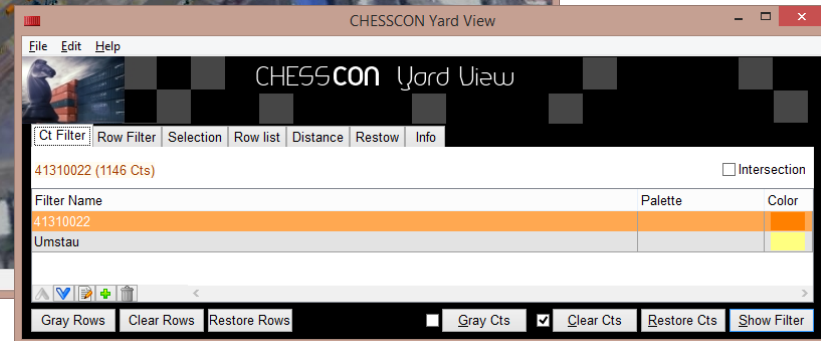 CHESSCON Yard View
File Edit Help
CHESSCON Yard View
Ct Filter Row Filter Selection Row list Distance Restow Info
41310022 (1146 Cts) Intersection
Filter Name Palette Color
41310022
Umstau
Gray Rows Clear Rows Restore Rows Gray Cts Clear Cts Restore Cts Show Filter